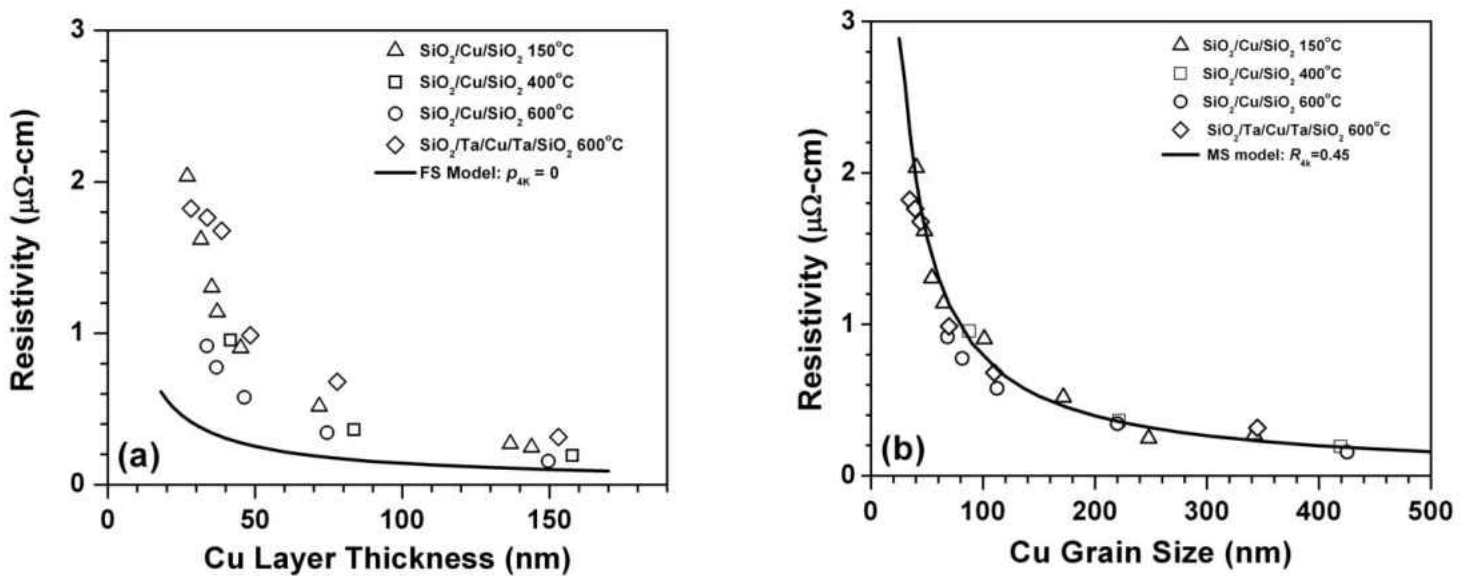 3
2
1
0
Resistivity (μΩ-cm)
SiO₂/Cu/SiO₂ 150°C
SiO₂/Cu/SiO₂ 400°C
SiO₂/Cu/SiO₂ 600°C
SiO₂/Ta/Cu/Ta/SiO₂ 600°C
FS Model: p₄K = 0
(a)
0
50
100
150
Cu Layer Thickness (nm)
3
2
1
0
Resistivity (μΩ-cm)
SiO₂/Cu/SiO₂ 150°C
SiO₂/Cu/SiO₂ 400°C
SiO₂/Cu/SiO₂ 600°C
SiO₂/Ta/Cu/Ta/SiO₂ 600°C
MS model: R₄ₖ=0.45
(b)
0
100
200
300
400
500
Cu Grain Size (nm)